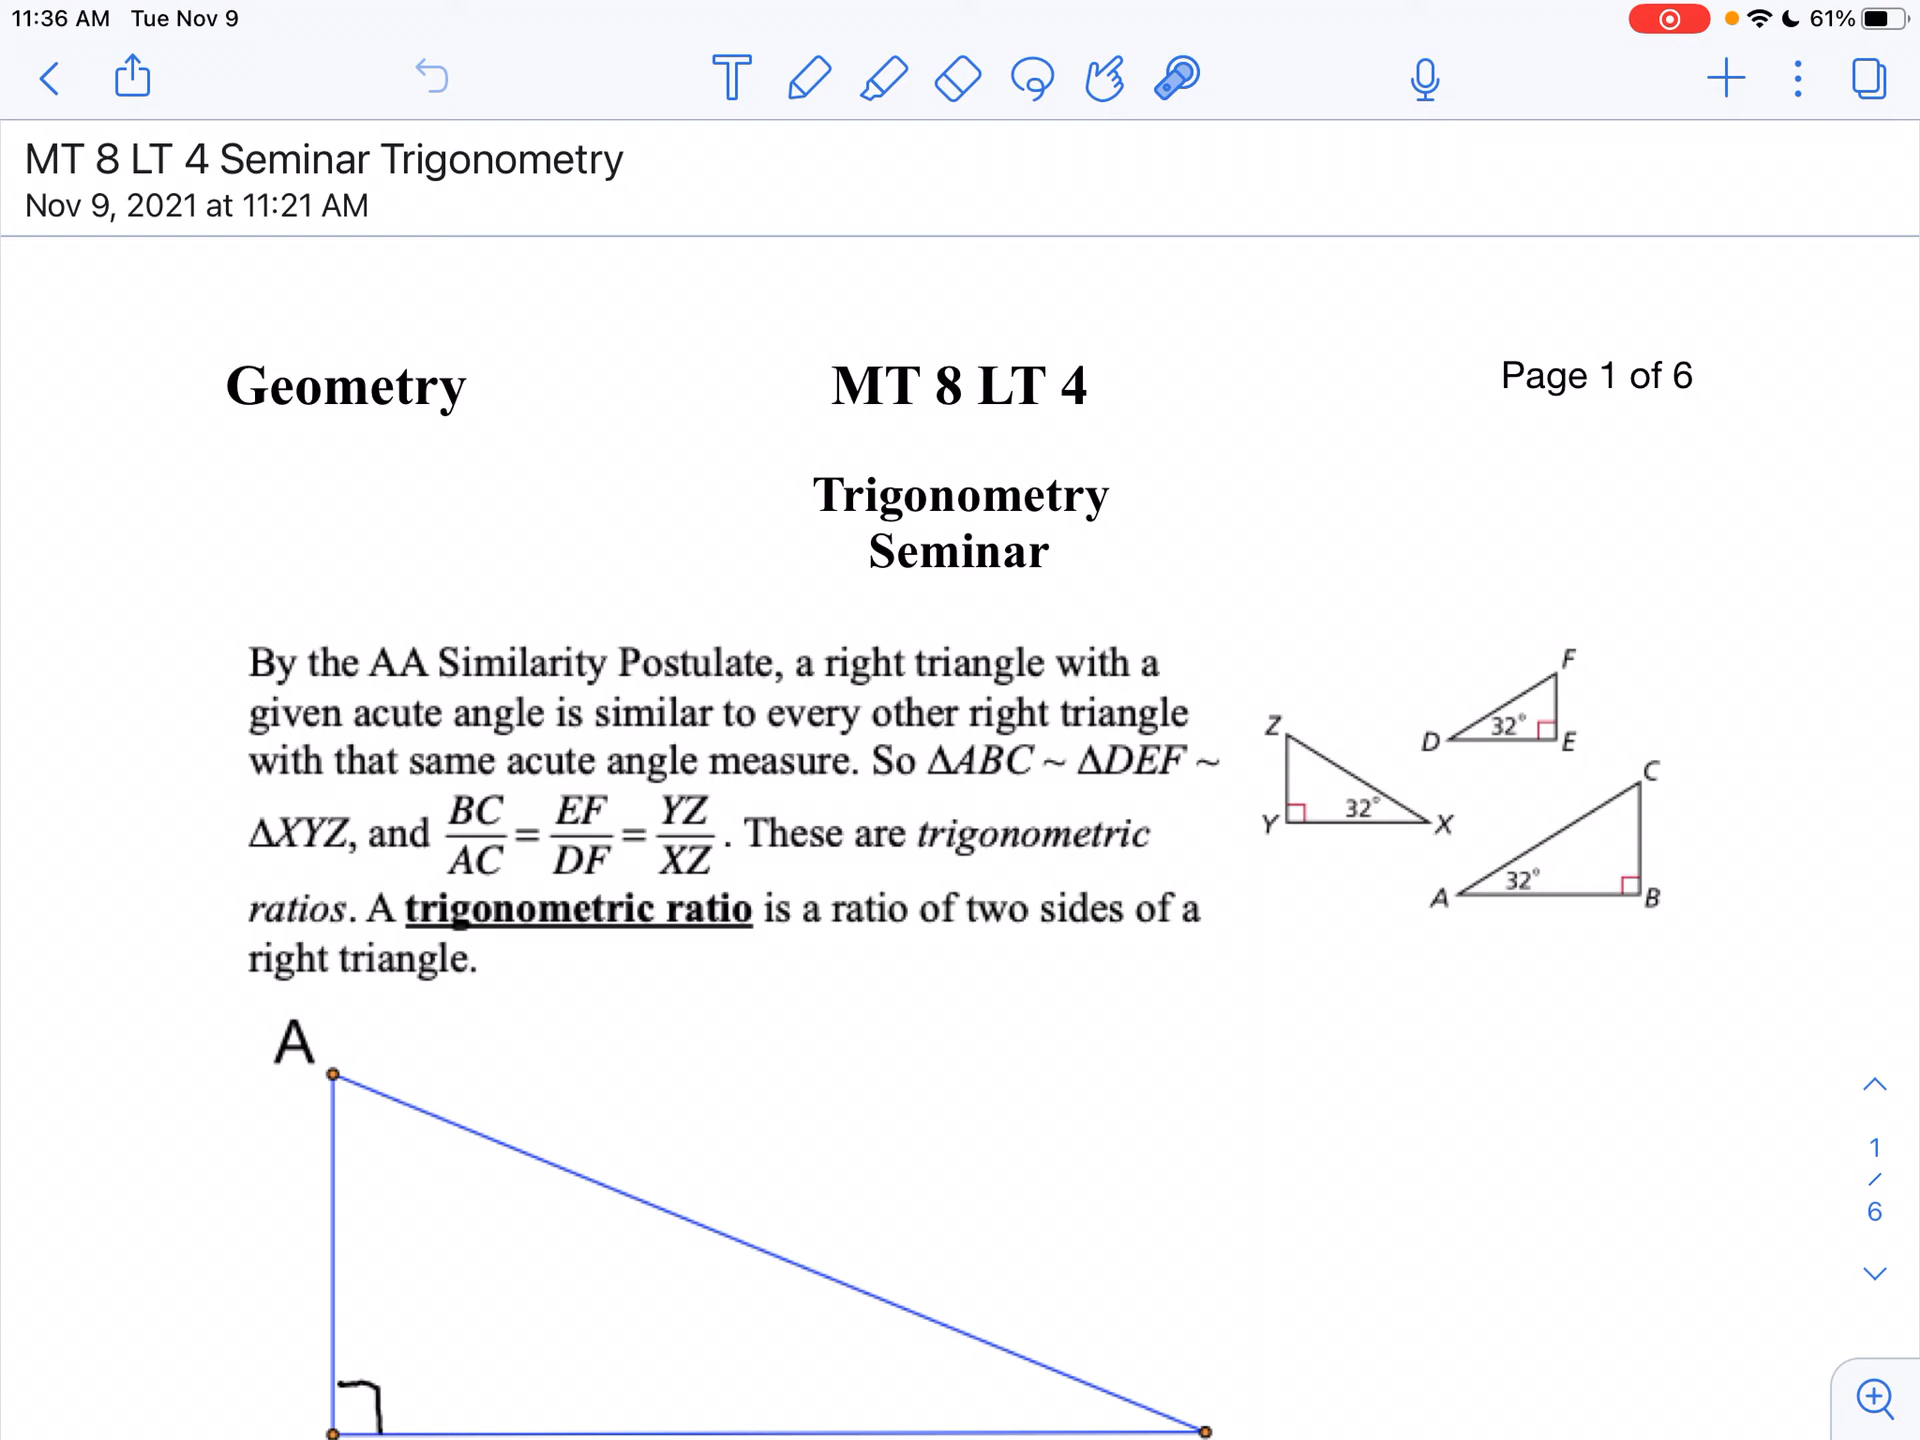 11:36 AM Tue Nov 9
61%
MT 8 LT 4 Seminar Trigonometry
Nov 9, 2021 at 11:21 AM
Geometry MT 8 LT 4 Page 1 of 6
Trigonometry
Seminar
By the AA Similarity Postulate, a right triangle with a
given acute angle is similar to every other right triangle
with that same acute angle measure. So ΔABC ~ ΔDEF ~
ΔXYZ, and BC/AC = EF/DF = YZ/XZ. These are trigonometric
ratios. A trigonometric ratio is a ratio of two sides of a
right triangle.
F
32°
D
E
Z
32°
Y
X
C
32°
A
B
A
1
/
6